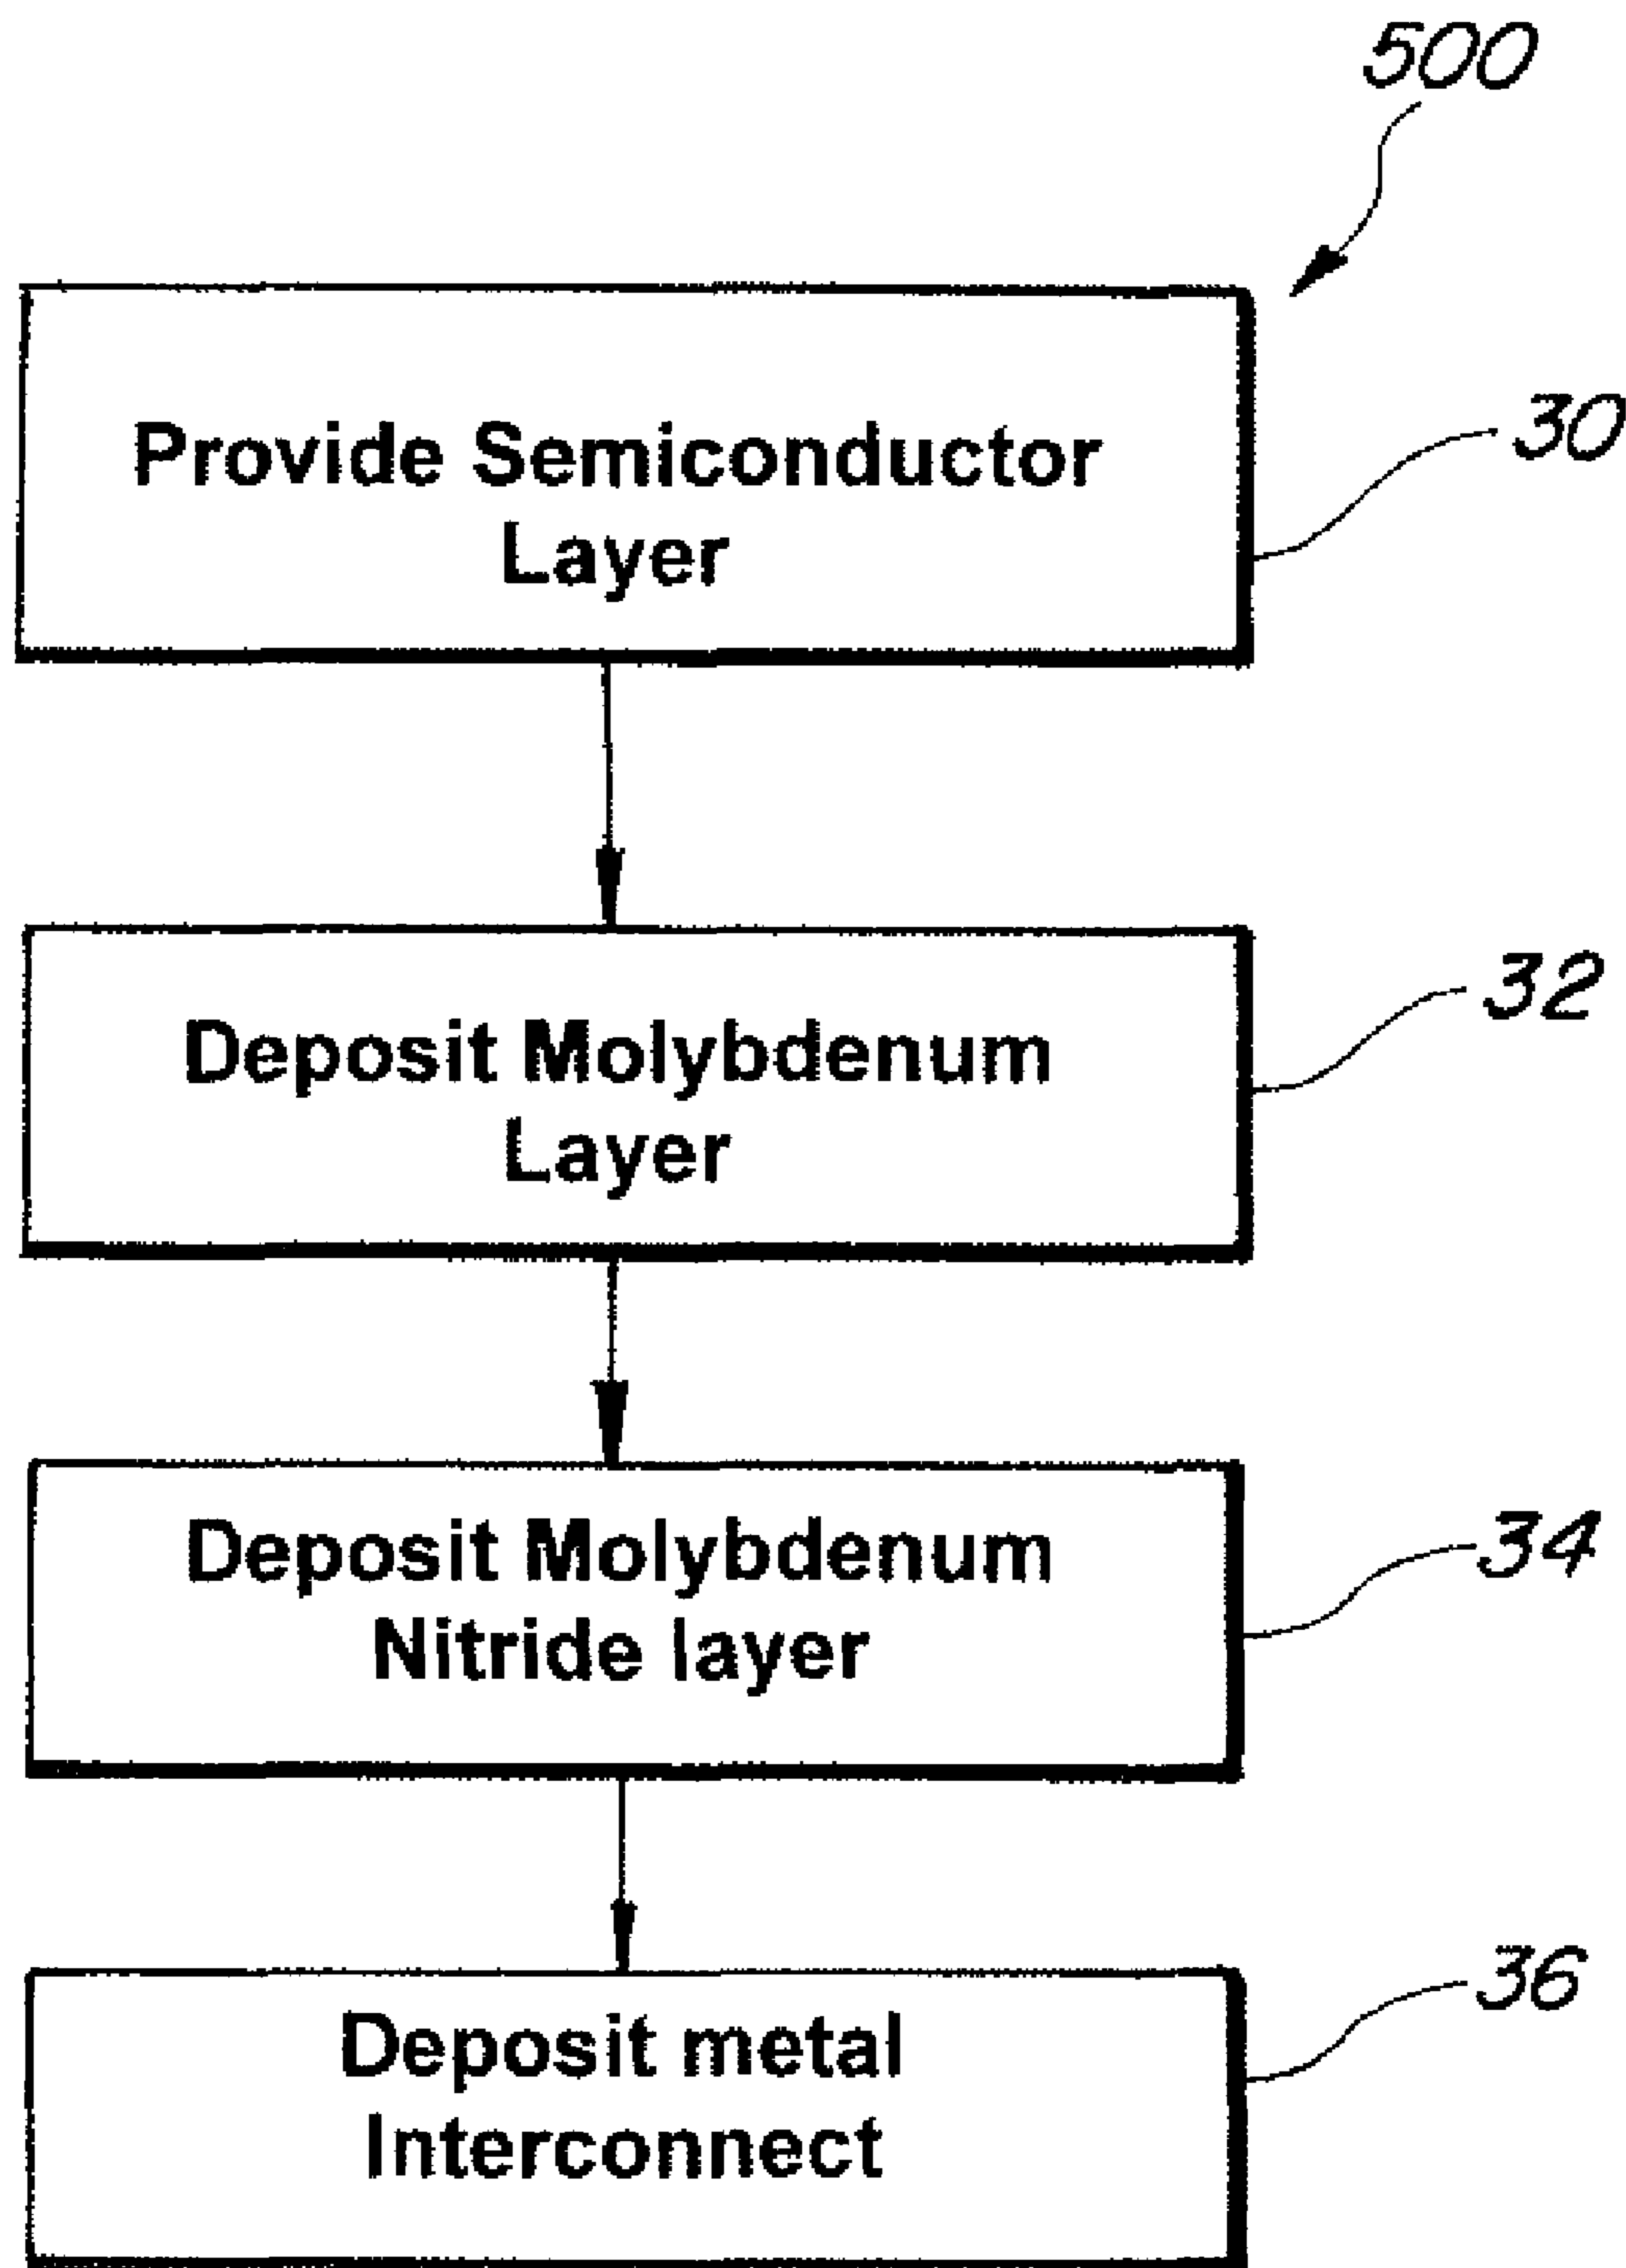 500
Provide Semiconductor
Layer
30
Deposit Molybdenum
Layer
32
Deposit Molybdenum
Nitride layer
34
Deposit metal
Interconnect
36